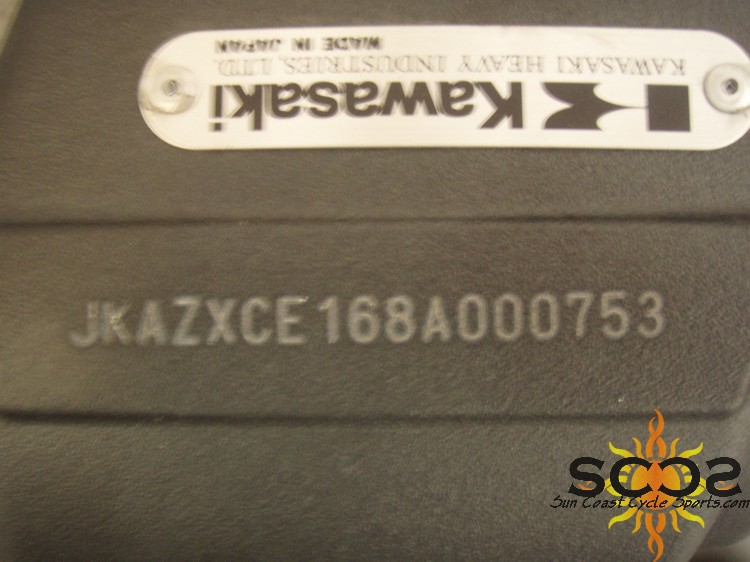 MADE IN JAPAN
KAWASAKI HEAVY INDUSTRIES, LTD.
Kawasaki
JKAZXCE168A000753
SCCS
Sun Coast Cycle Sports.com